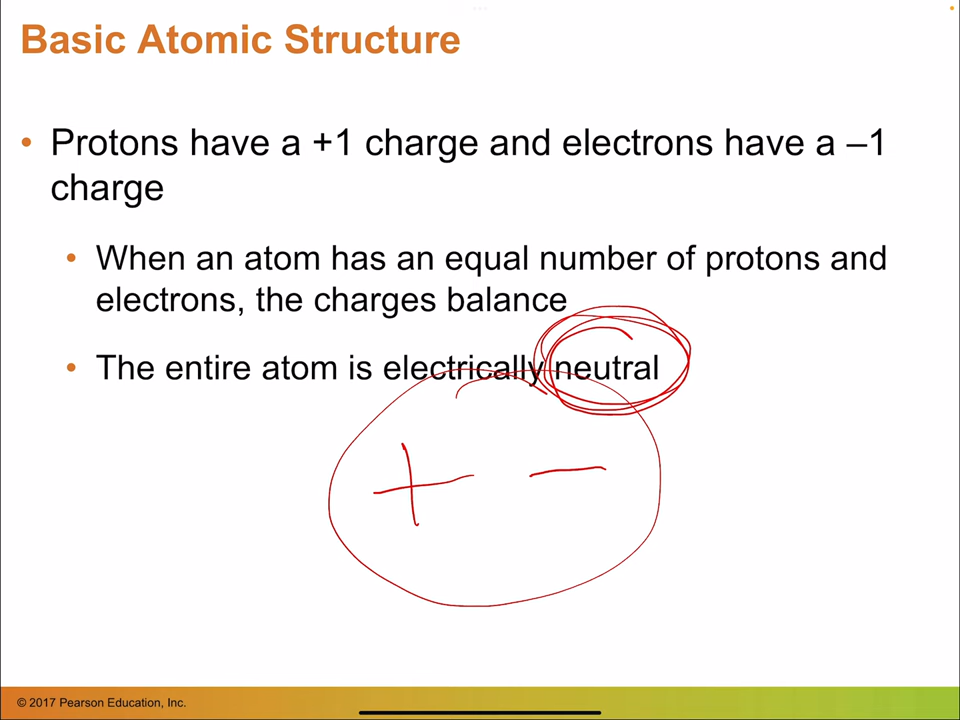 Basic Atomic Structure
• Protons have a +1 charge and electrons have a –1
charge
• When an atom has an equal number of protons and
electrons, the charges balance
• The entire atom is electrically neutral
+ –
© 2017 Pearson Education, Inc.